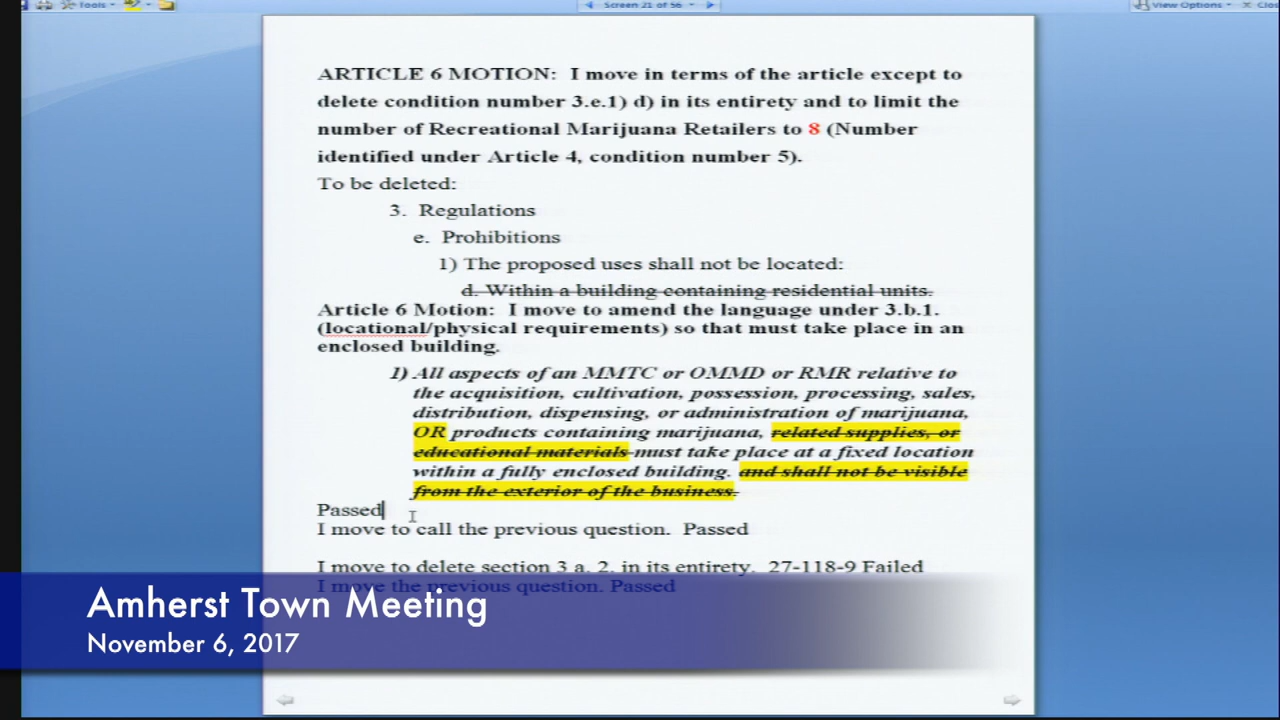 Tools
Screen 21 of 56
View Options
Clos
ARTICLE 6 MOTION: I move in terms of the article except to
delete condition number 3.e.1) d) in its entirety and to limit the
number of Recreational Marijuana Retailers to 8 (Number
identified under Article 4, condition number 5).
To be deleted:
3. Regulations
e. Prohibitions
1) The proposed uses shall not be located:
d. Within a building containing residential units.
Article 6 Motion: I move to amend the language under 3.b.1.
(locational/physical requirements) so that must take place in an
enclosed building.
1) All aspects of an MMTC or OMMD or RMR relative to
the acquisition, cultivation, possession, processing, sales,
distribution, dispensing, or administration of marijuana,
OR products containing marijuana, related supplies, or
educational materials must take place at a fixed location
within a fully enclosed building. and shall not be visible
from the exterior of the business.
Passed
I move to call the previous question. Passed
I move to delete section 3 a. 2. in its entirety. 27-118-9 Failed
I move the previous question. Passed
Amherst Town Meeting
November 6, 2017